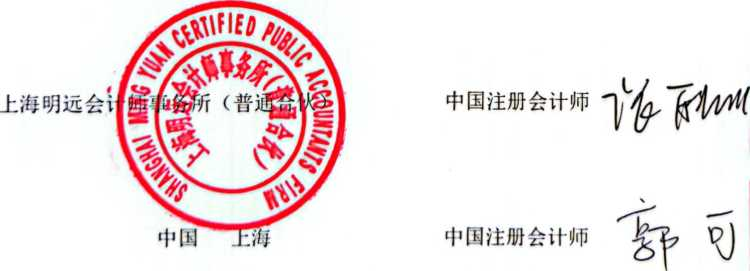 SHANGHAI MING YUAN CERTIFIED PUBLIC ACCOUNTANTS FIRM
上海明远会计师事务所(普通合伙)
上海明远会计师事务所(普通合伙)
中国注册会计师
中国 上海
中国注册会计师 郭可